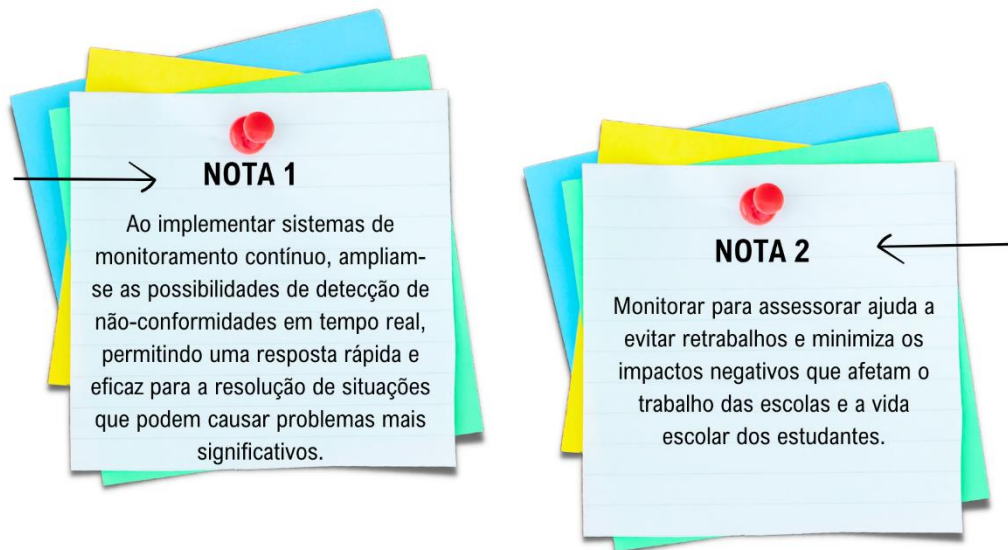 NOTA 1
Ao implementar sistemas de
monitoramento contínuo, ampliam-
se as possibilidades de detecção de
não-conformidades em tempo real,
permitindo uma resposta rápida e
eficaz para a resolução de situações
que podem causar problemas mais
significativos.
NOTA 2
Monitorar para assessorar ajuda a
evitar retrabalhos e minimiza os
impactos negativos que afetam o
trabalho das escolas e a vida
escolar dos estudantes.